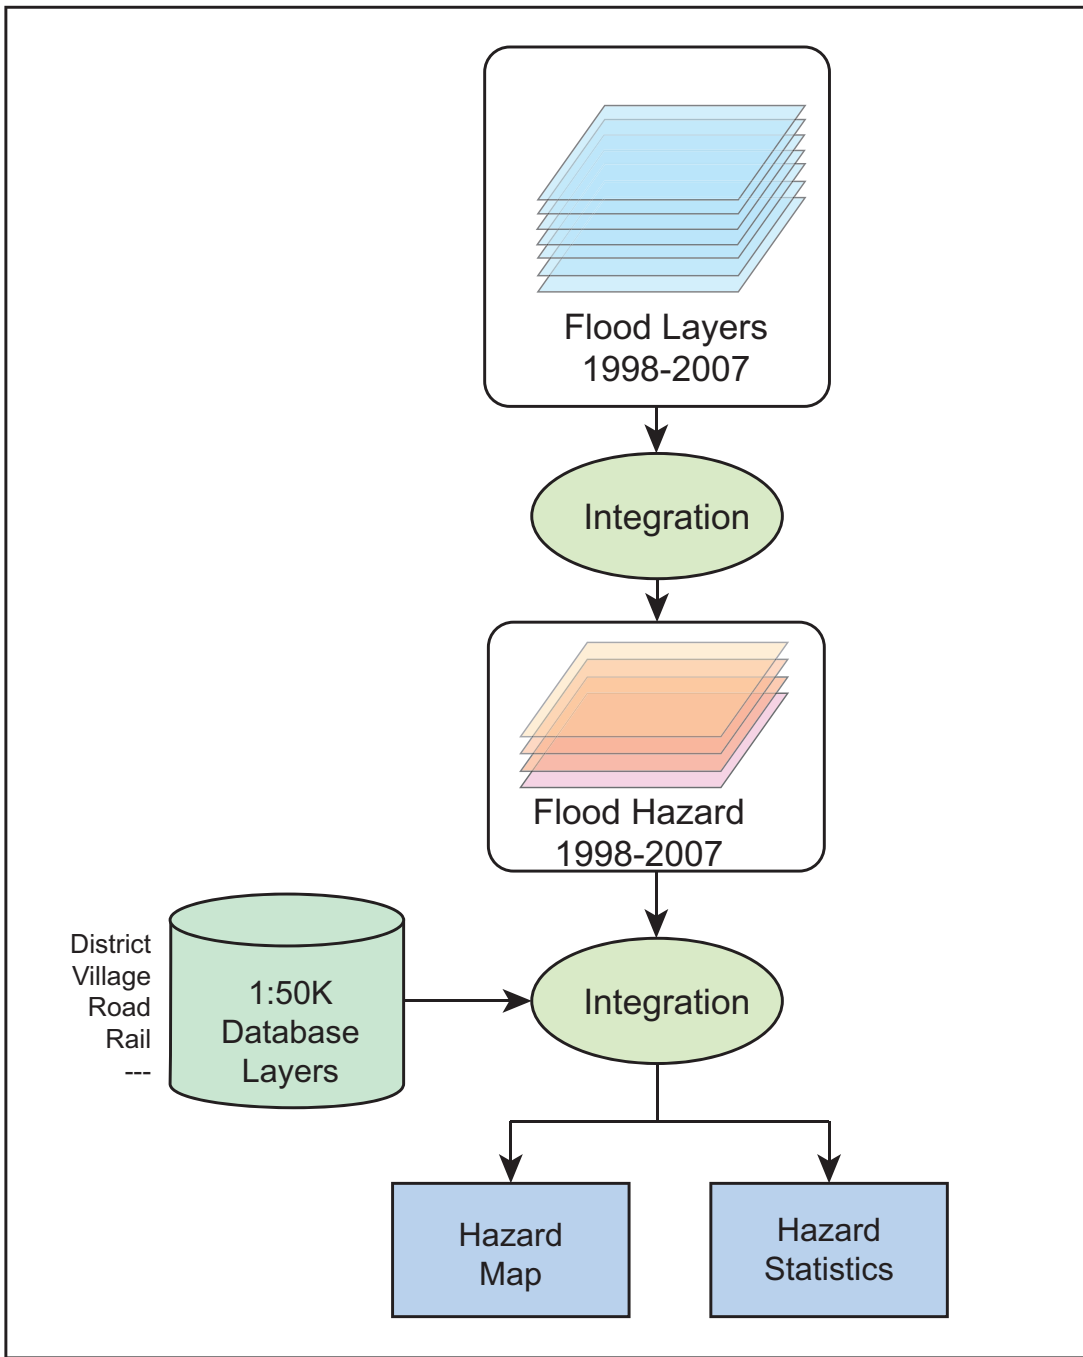 Flood Layers
1998-2007
Integration
Flood Hazard
1998-2007
District
Village
Road
Rail
---
1:50K
Database
Layers
Integration
Hazard
Map
Hazard
Statistics